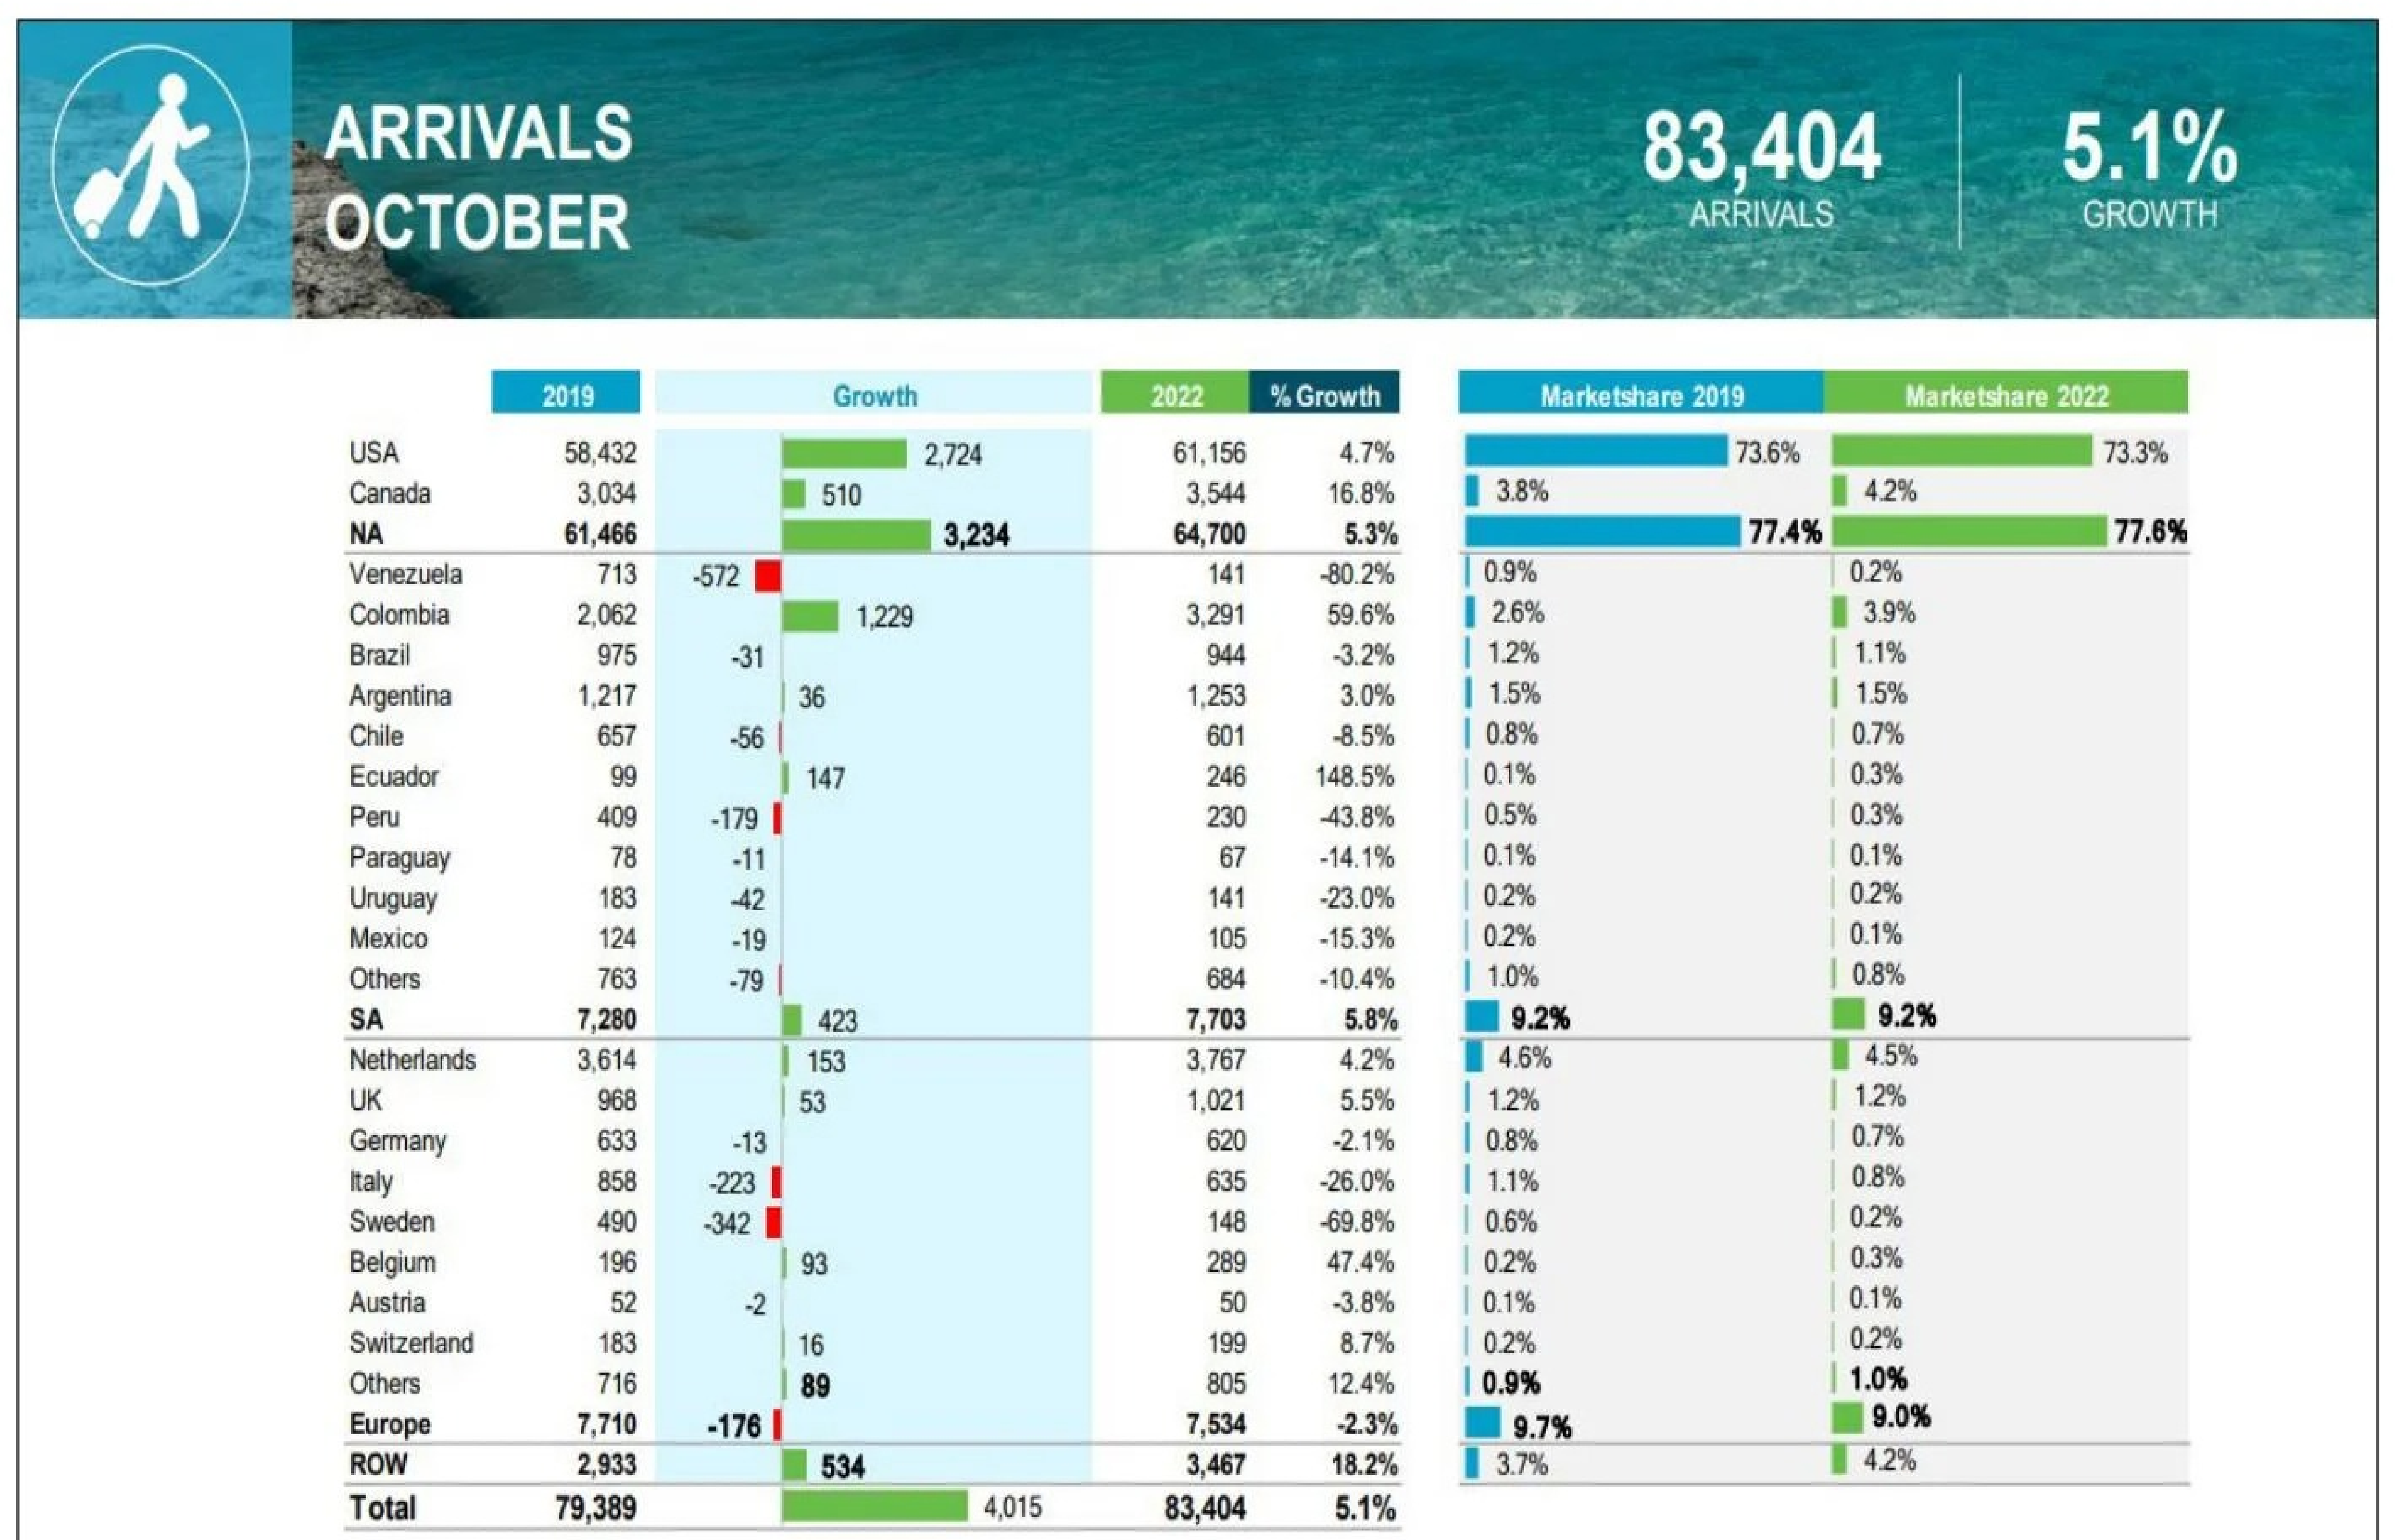 ARRIVALS
OCTOBER
83,404
ARRIVALS
5.1%
GROWTH
2019 Growth 2022 % Growth Marketshare 2019 Marketshare 2022
USA 58,432 2,724 61,156 4.7% 73.6% 73.3%
Canada 3,034 510 3,544 16.8% 3.8% 4.2%
NA 61,466 3,234 64,700 5.3% 77.4% 77.6%
Venezuela 713 -572 141 -80.2% 0.9% 0.2%
Colombia 2,062 1,229 3,291 59.6% 2.6% 3.9%
Brazil 975 -31 944 -3.2% 1.2% 1.1%
Argentina 1,217 36 1,253 3.0% 1.5% 1.5%
Chile 657 -56 601 -8.5% 0.8% 0.7%
Ecuador 99 147 246 148.5% 0.1% 0.3%
Peru 409 -179 230 -43.8% 0.5% 0.3%
Paraguay 78 -11 67 -14.1% 0.1% 0.1%
Uruguay 183 -42 141 -23.0% 0.2% 0.2%
Mexico 124 -19 105 -15.3% 0.2% 0.1%
Others 763 -79 684 -10.4% 1.0% 0.8%
SA 7,280 423 7,703 5.8% 9.2% 9.2%
Netherlands 3,614 153 3,767 4.2% 4.6% 4.5%
UK 968 53 1,021 5.5% 1.2% 1.2%
Germany 633 -13 620 -2.1% 0.8% 0.7%
Italy 858 -223 635 -26.0% 1.1% 0.8%
Sweden 490 -342 148 -69.8% 0.6% 0.2%
Belgium 196 93 289 47.4% 0.2% 0.3%
Austria 52 -2 50 -3.8% 0.1% 0.1%
Switzerland 183 16 199 8.7% 0.2% 0.2%
Others 716 89 805 12.4% 0.9% 1.0%
Europe 7,710 -176 7,534 -2.3% 9.7% 9.0%
ROW 2,933 534 3,467 18.2% 3.7% 4.2%
Total 79,389 4,015 83,404 5.1%